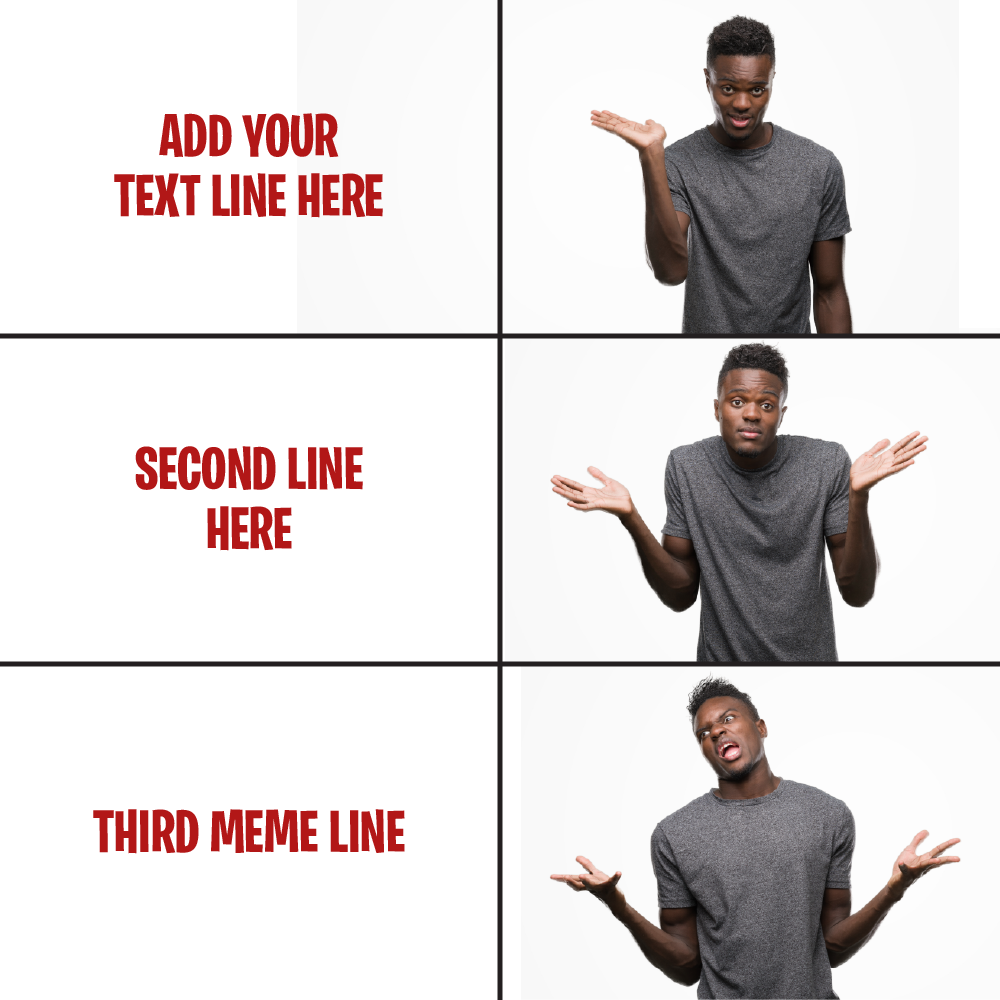 ADD YOUR
TEXT LINE HERE
SECOND LINE
HERE
THIRD MEME LINE